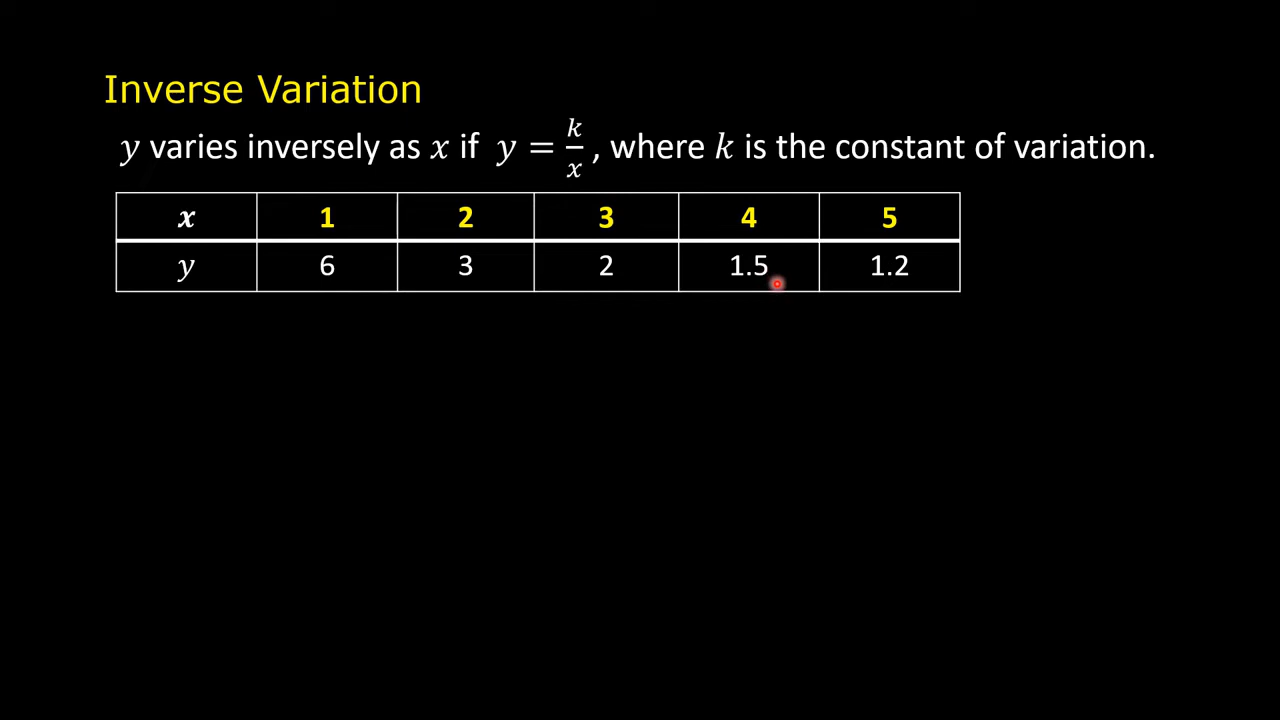 Inverse Variation
y varies inversely as x if y = k/x , where k is the constant of variation.
x 1 2 3 4 5
y 6 3 2 1.5 1.2